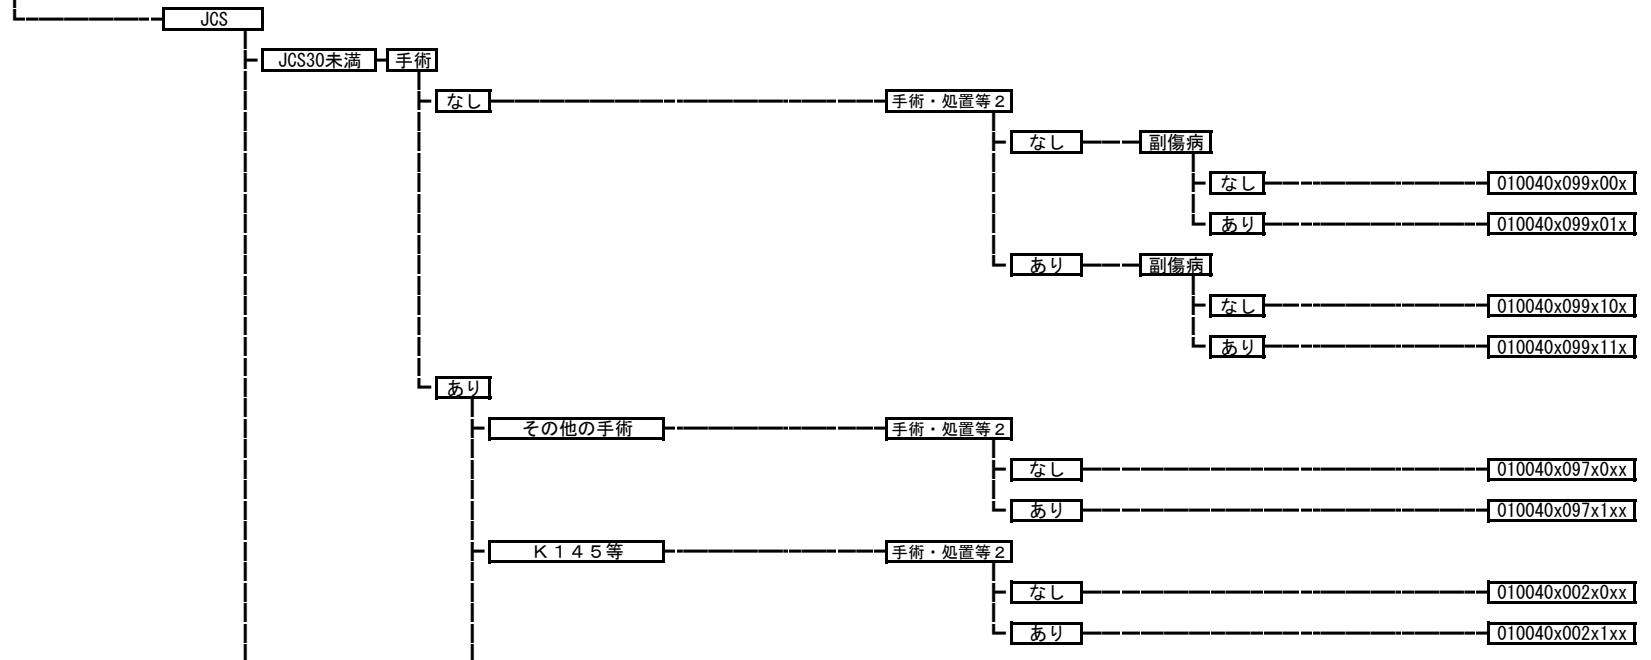 JCS
JCS30未満 手術
なし 手術・処置等２
なし 副傷病
なし 010040x099x00x
あり 010040x099x01x
あり 副傷病
なし 010040x099x10x
あり 010040x099x11x
あり
その他の手術 手術・処置等２
なし 010040x097x0xx
あり 010040x097x1xx
Ｋ１４５等 手術・処置等２
なし 010040x002x0xx
あり 010040x002x1xx